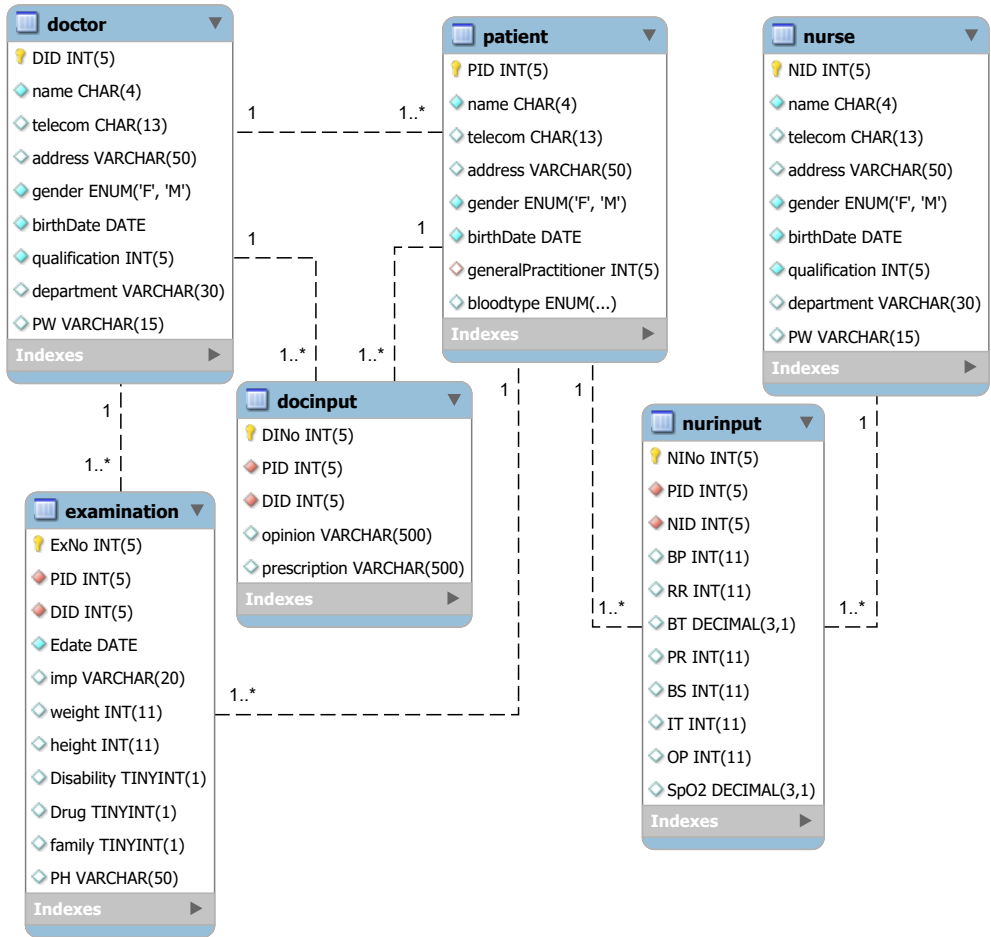 doctor
DID INT(5)
name CHAR(4)
telecom CHAR(13)
address VARCHAR(50)
gender ENUM('F', 'M')
birthDate DATE
qualification INT(5)
department VARCHAR(30)
PW VARCHAR(15)
Indexes
patient
PID INT(5)
name CHAR(4)
telecom CHAR(13)
address VARCHAR(50)
gender ENUM('F', 'M')
birthDate DATE
generalPractitioner INT(5)
bloodtype ENUM(...)
Indexes
nurse
NID INT(5)
name CHAR(4)
telecom CHAR(13)
address VARCHAR(50)
gender ENUM('F', 'M')
birthDate DATE
qualification INT(5)
department VARCHAR(30)
PW VARCHAR(15)
Indexes
1
1..*
1
1
1..*
1..*
1
1..*
1
1
1
1..*
1..*
1..*
docinput
DINo INT(5)
PID INT(5)
DID INT(5)
opinion VARCHAR(500)
prescription VARCHAR(500)
Indexes
nurinput
NINo INT(5)
PID INT(5)
NID INT(5)
BP INT(11)
RR INT(11)
BT DECIMAL(3,1)
PR INT(11)
BS INT(11)
IT INT(11)
OP INT(11)
SpO2 DECIMAL(3,1)
Indexes
examination
ExNo INT(5)
PID INT(5)
DID INT(5)
Edate DATE
imp VARCHAR(20)
weight INT(11)
height INT(11)
Disability TINYINT(1)
Drug TINYINT(1)
family TINYINT(1)
PH VARCHAR(50)
Indexes